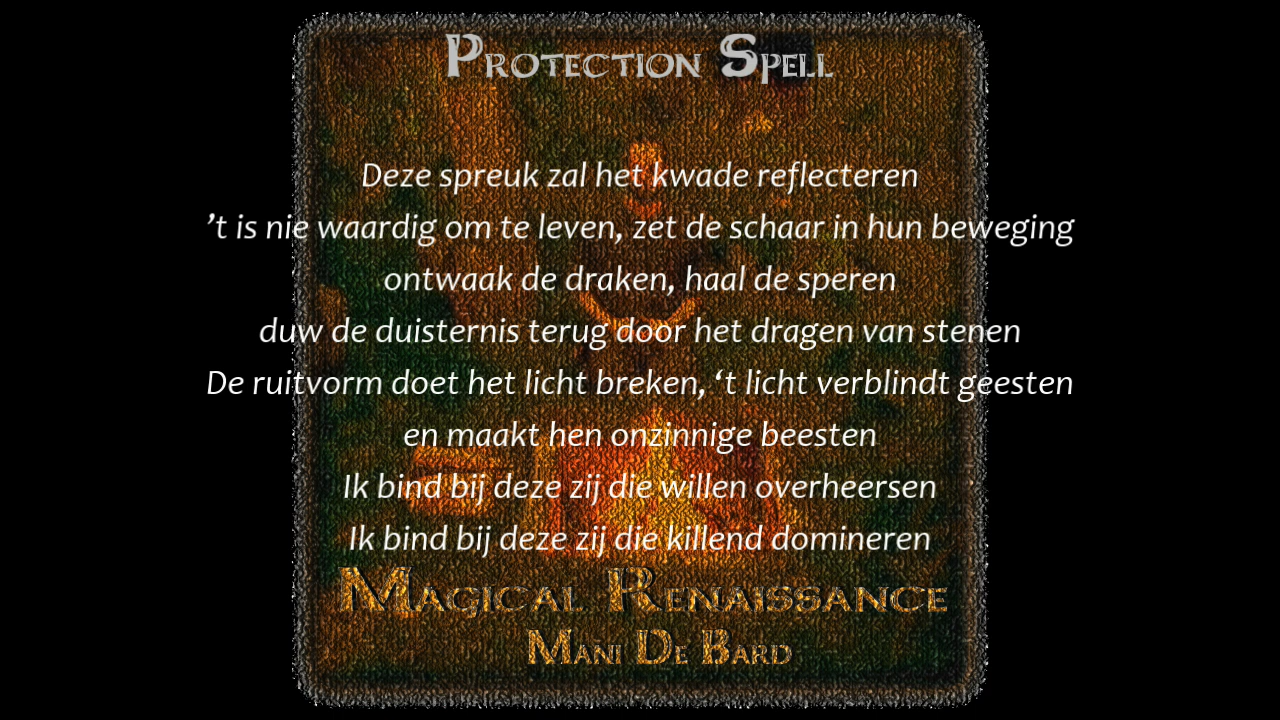 Protection Spell
Deze spreuk zal het kwade reflecteren
’t is nie waardig om te leven, zet de schaar in hun beweging
ontwaak de draken, haal de speren
duw de duisternis terug door het dragen van stenen
De ruitvorm doet het licht breken, ‘t licht verblindt geesten
en maakt hen onzinnige beesten
Ik bind bij deze zij die willen overheersen
Ik bind bij deze zij die killend domineren
Magical Renaissance
Mani De Bard